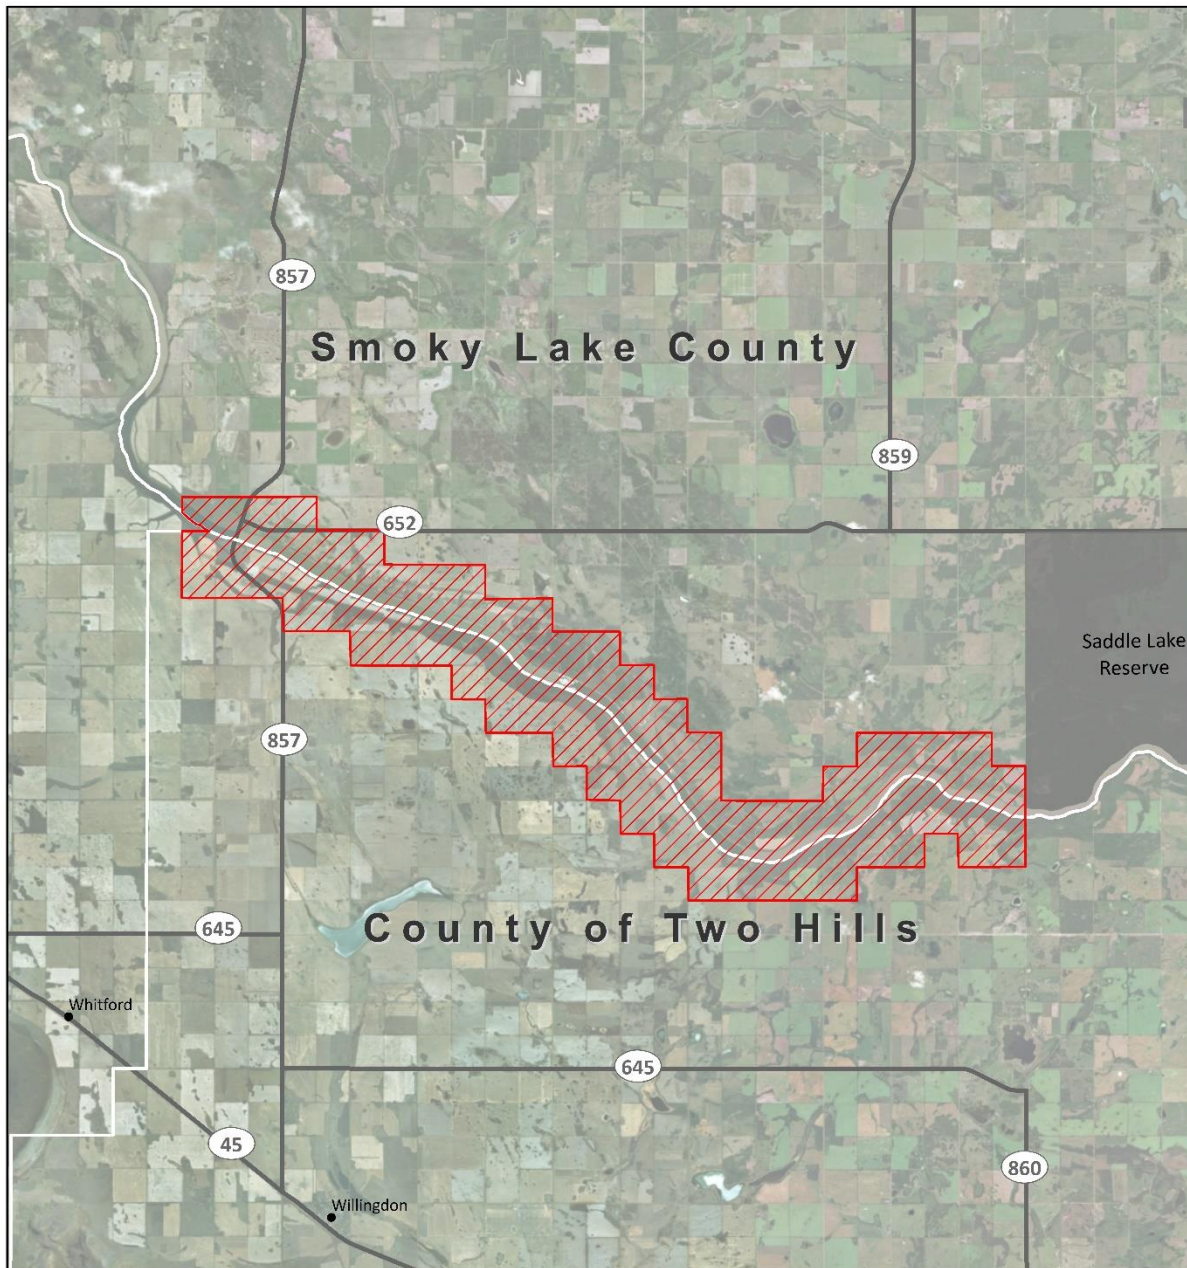 857
Smoky Lake County
859
652
Saddle Lake
Reserve
857
645
County of Two Hills
Whitford
645
45
860
Willingdon